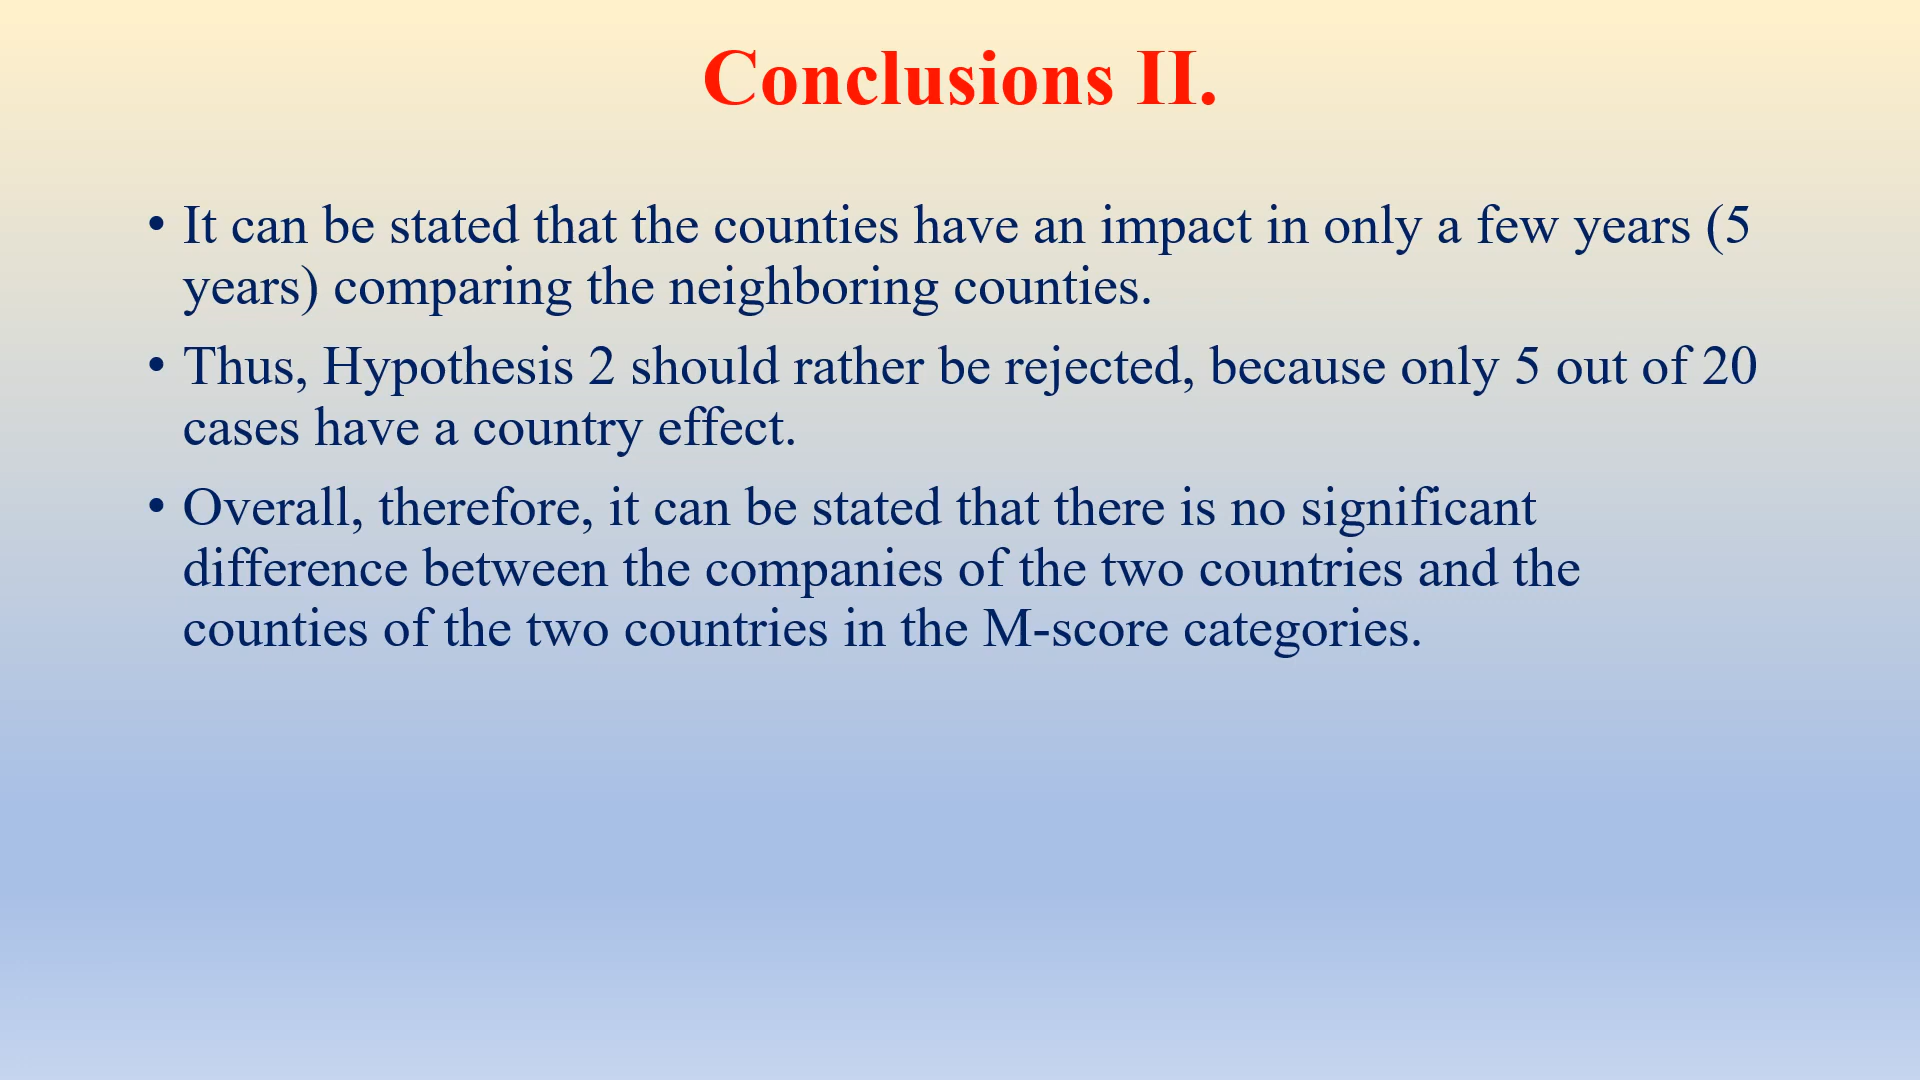 Conclusions II.
• It can be stated that the counties have an impact in only a few years (5
years) comparing the neighboring counties.
• Thus, Hypothesis 2 should rather be rejected, because only 5 out of 20
cases have a country effect.
• Overall, therefore, it can be stated that there is no significant
difference between the companies of the two countries and the
counties of the two countries in the M-score categories.